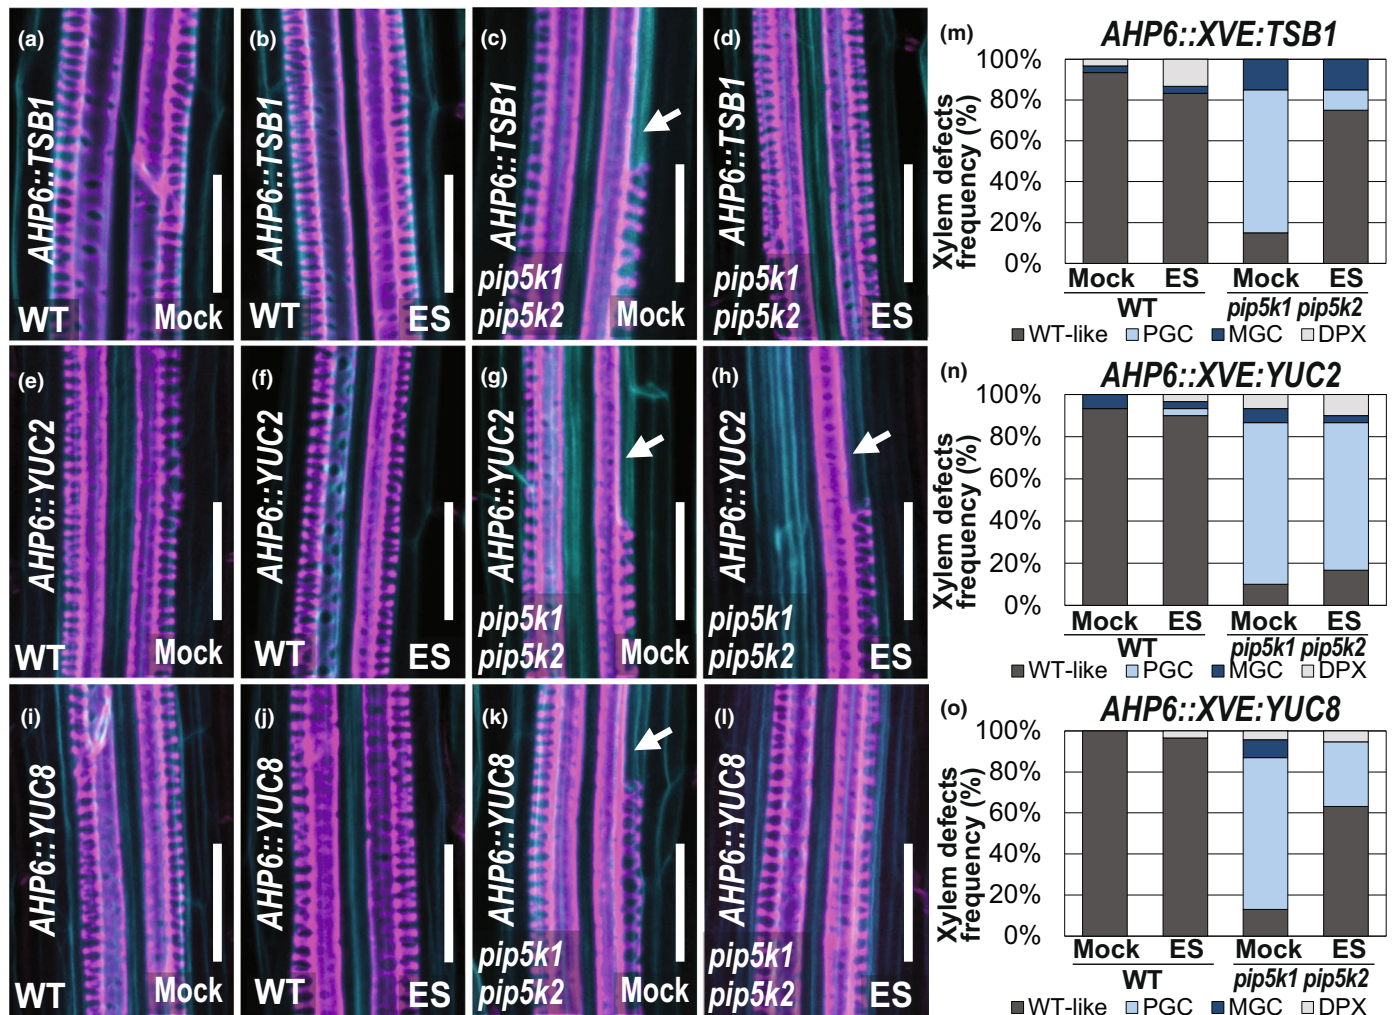 (a)
AHP6::TSB1
WT
Mock
(b)
AHP6::TSB1
WT
ES
(c)
AHP6::TSB1
pip5k1
pip5k2
Mock
(d)
AHP6::TSB1
pip5k1
pip5k2
ES
(m)
AHP6::XVE:TSB1
Xylem defects
frequency (%)
100%
80%
60%
40%
20%
0%
Mock ES Mock ES
WT pip5k1 pip5k2
WT-like PGC MGC DPX
(e)
AHP6::YUC2
WT
Mock
(f)
AHP6::YUC2
WT
ES
(g)
AHP6::YUC2
pip5k1
pip5k2
Mock
(h)
AHP6::YUC2
pip5k1
pip5k2
ES
(n)
AHP6::XVE:YUC2
Xylem defects
frequency (%)
100%
80%
60%
40%
20%
0%
Mock ES Mock ES
WT pip5k1 pip5k2
WT-like PGC MGC DPX
(i)
AHP6::YUC8
WT
Mock
(j)
AHP6::YUC8
WT
ES
(k)
AHP6::YUC8
pip5k1
pip5k2
Mock
(l)
AHP6::YUC8
pip5k1
pip5k2
ES
(o)
AHP6::XVE:YUC8
Xylem defects
frequency (%)
100%
80%
60%
40%
20%
0%
Mock ES Mock ES
WT pip5k1 pip5k2
WT-like PGC MGC DPX